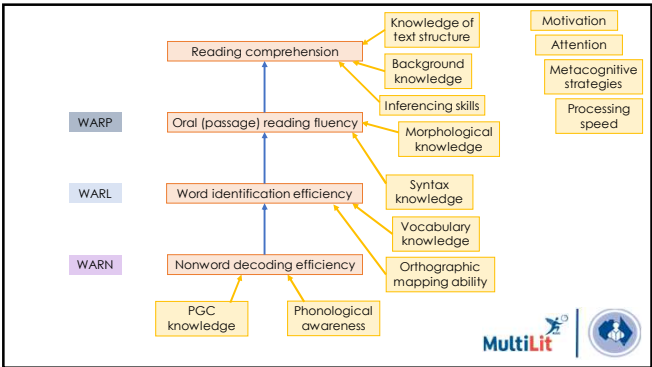 Knowledge of
text structure
Motivation
Reading comprehension
Attention
Background
knowledge
Metacognitive
strategies
Inferencing skills
Processing
speed
WARP
Oral (passage) reading fluency
Morphological
knowledge
WARL
Word identification efficiency
Syntax
knowledge
Vocabulary
knowledge
WARN
Nonword decoding efficiency
Orthographic
mapping ability
PGC
knowledge
Phonological
awareness
MultiLit